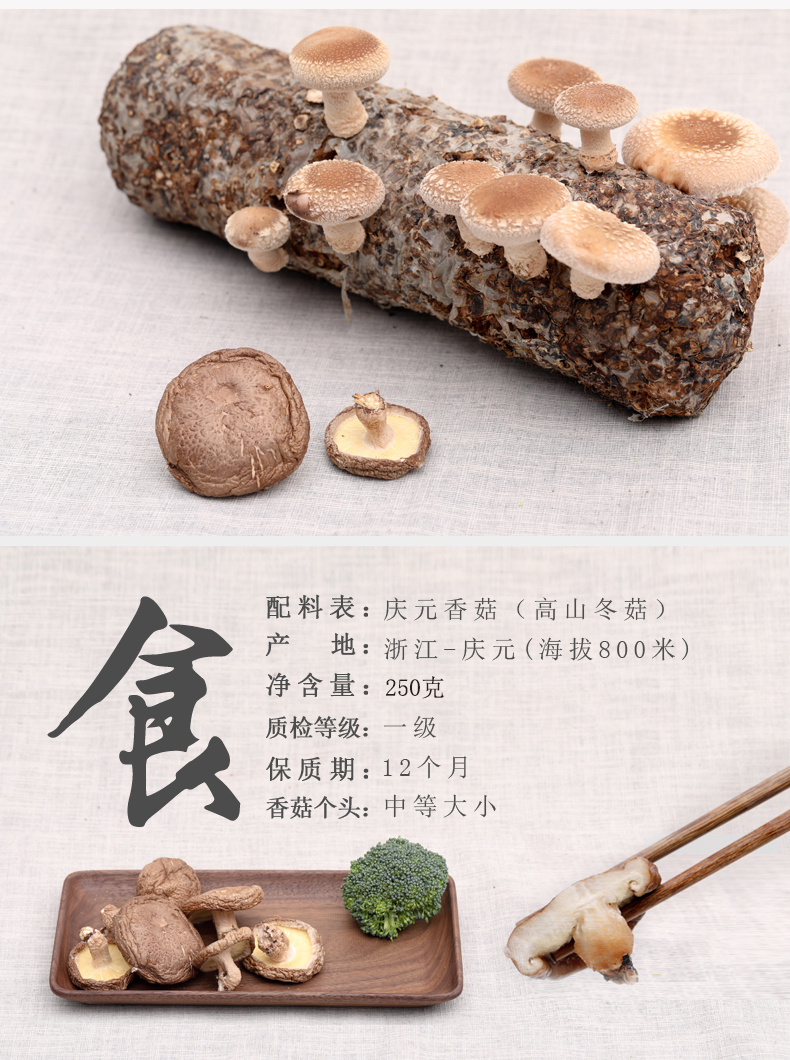 食
配料表：庆元香菇（高山冬菇）
产　地：浙江-庆元(海拔800米)
净含量：250克
质检等级：一级
保质期：12个月
香菇个头：中等大小